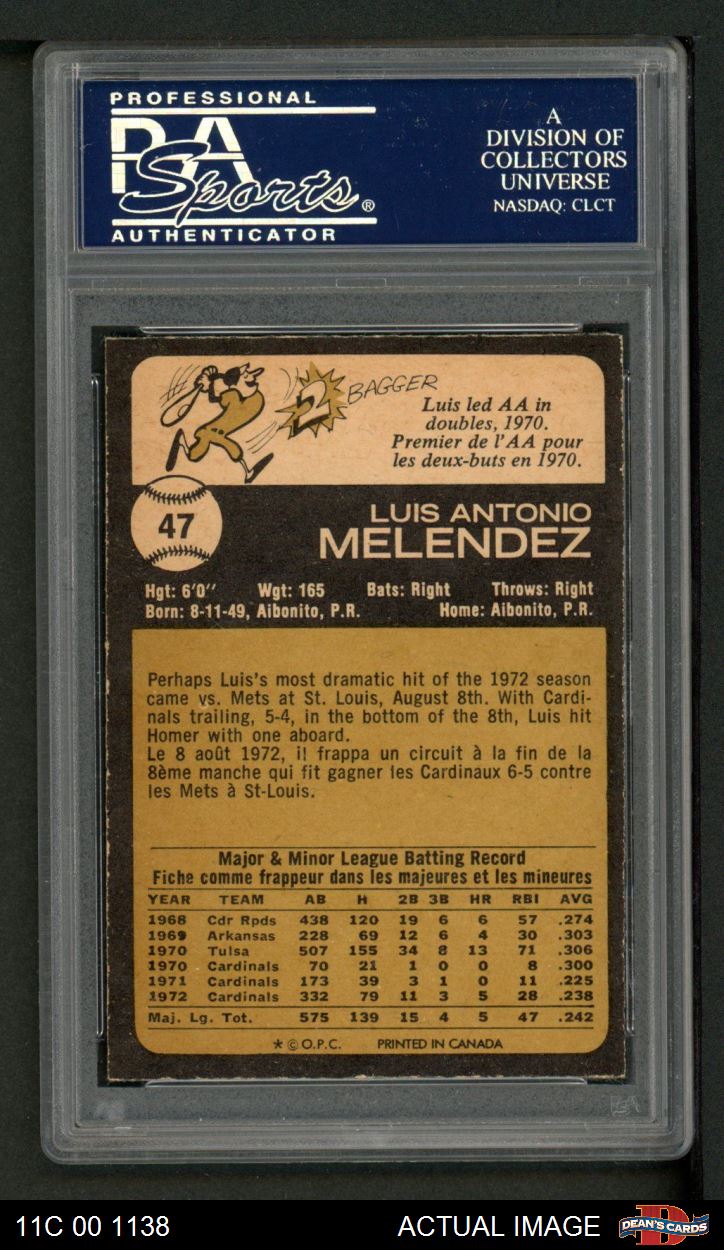 PROFESSIONAL
PSA
Sports®
AUTHENTICATOR
A
DIVISION OF
COLLECTORS
UNIVERSE
NASDAQ: CLCT
2 BAGGER
Luis led AA in
doubles, 1970.
Premier de l'AA pour
les deux-buts en 1970.
47
LUIS ANTONIO
MELENDEZ
Hgt: 6'0" Wgt: 165 Bats: Right Throws: Right
Born: 8-11-49, Aibonito, P.R. Home: Aibonito, P.R.
Perhaps Luis's most dramatic hit of the 1972 season
came vs. Mets at St. Louis, August 8th. With Cardi-
nals trailing, 5-4, in the bottom of the 8th, Luis hit
Homer with one aboard.
Le 8 août 1972, il frappa un circuit à la fin de la
8ème manche qui fit gagner les Cardinaux 6-5 contre
les Mets à St-Louis.
Major & Minor League Batting Record
Fiche comme frappeur dans les majeures et les mineures
YEAR TEAM AB H 2B 3B HR RBI AVG
1968 Cdr Rpds 438 120 19 6 6 57 .274
1969 Arkansas 228 69 12 6 4 30 .303
1970 Tulsa 507 155 34 8 13 71 .306
1970 Cardinals 70 21 1 0 0 8 .300
1971 Cardinals 173 39 3 1 0 11 .225
1972 Cardinals 332 79 11 3 5 28 .238
Maj. Lg. Tot. 575 139 15 4 5 47 .242
* © O.P.C. PRINTED IN CANADA
PSA
11C 00 1138 ACTUAL IMAGE DEAN'S CARDS